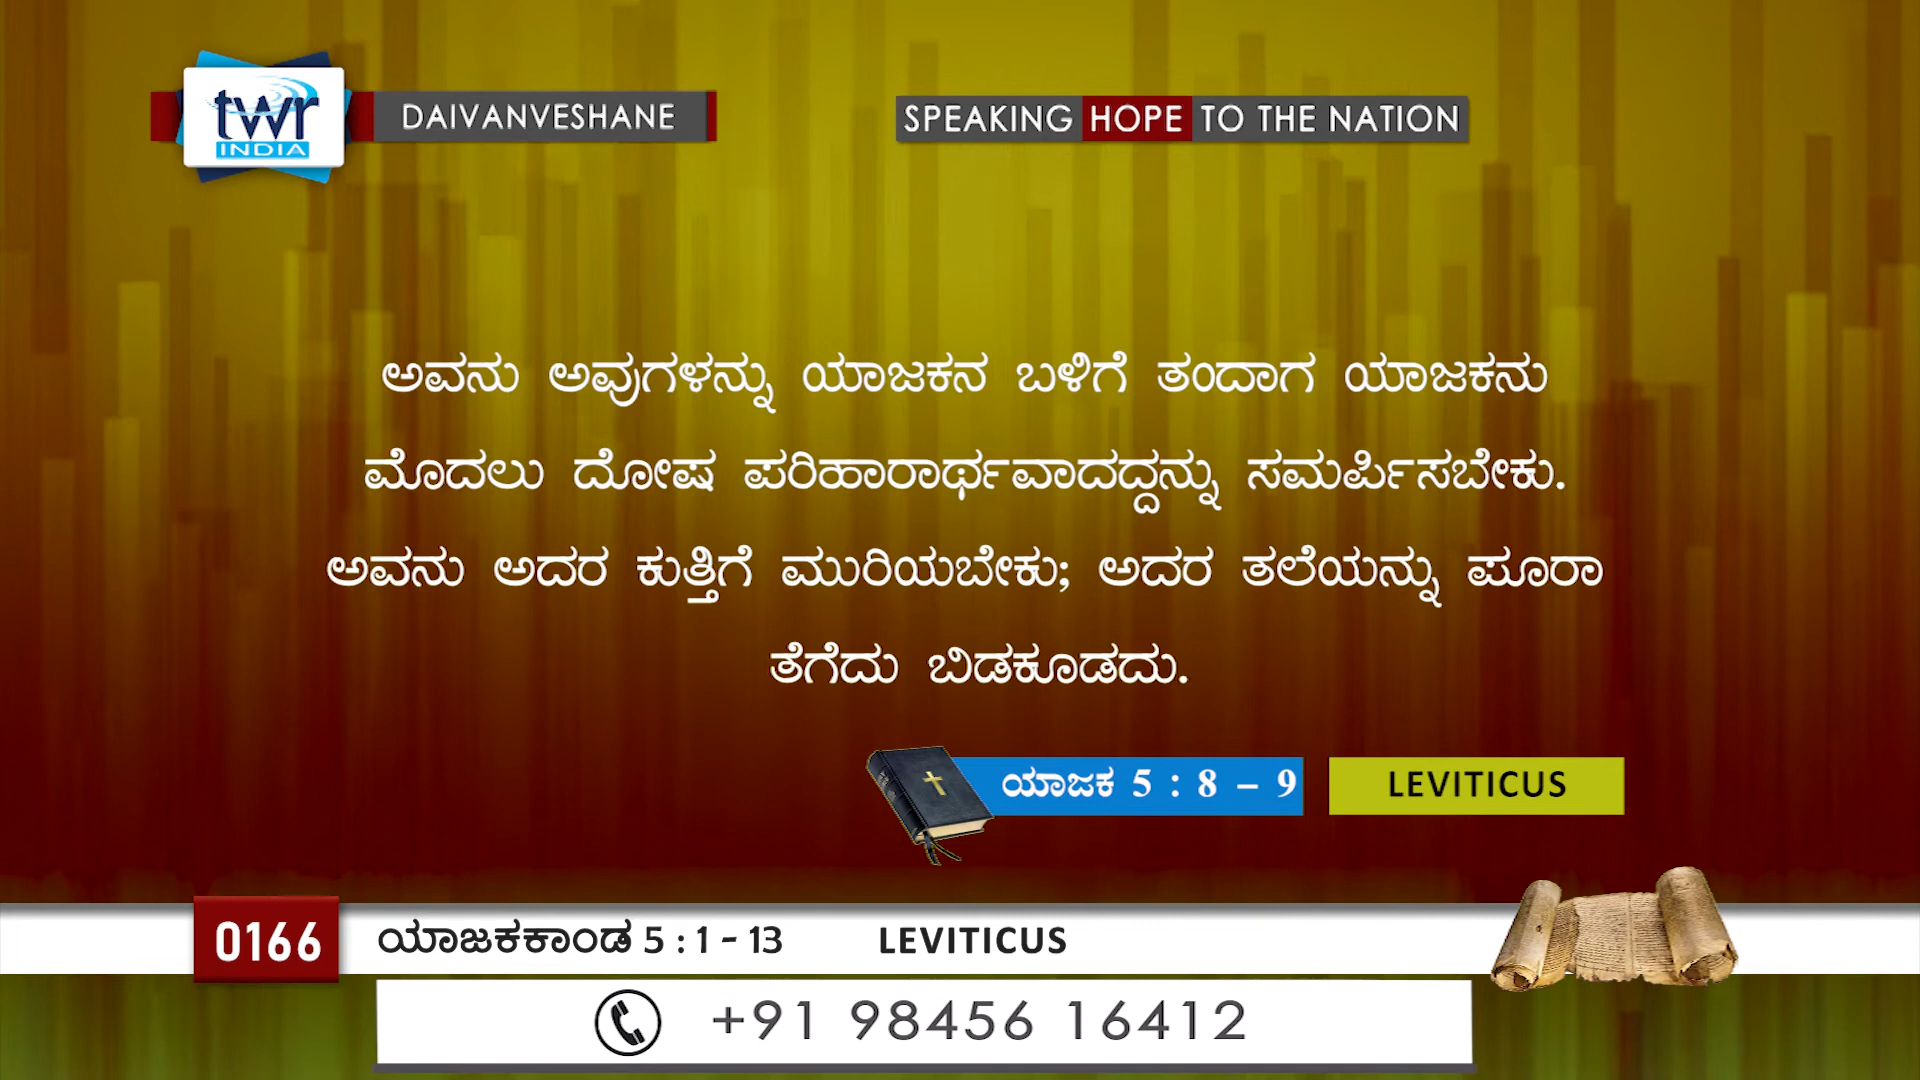 twr
INDIA
DAIVANVESHANE
SPEAKING HOPE TO THE NATION
ಅವನು ಅವುಗಳನ್ನು ಯಾಜಕನ ಬಳಿಗೆ ತಂದಾಗ ಯಾಜಕನು
ಮೊದಲು ದೋಷ ಪರಿಹಾರಾರ್ಥವಾದದ್ದನ್ನು ಸಮರ್ಪಿಸಬೇಕು.
ಅವನು ಅದರ ಕುತ್ತಿಗೆ ಮುರಿಯಬೇಕು; ಅದರ ತಲೆಯನ್ನು ಪೂರಾ
ತೆಗೆದು ಬಿಡಕೂಡದು.
ಯಾಜಕ 5 : 8 – 9
LEVITICUS
0166
ಯಾಜಕಕಾಂಡ 5 : 1 - 13 LEVITICUS
+91 98456 16412